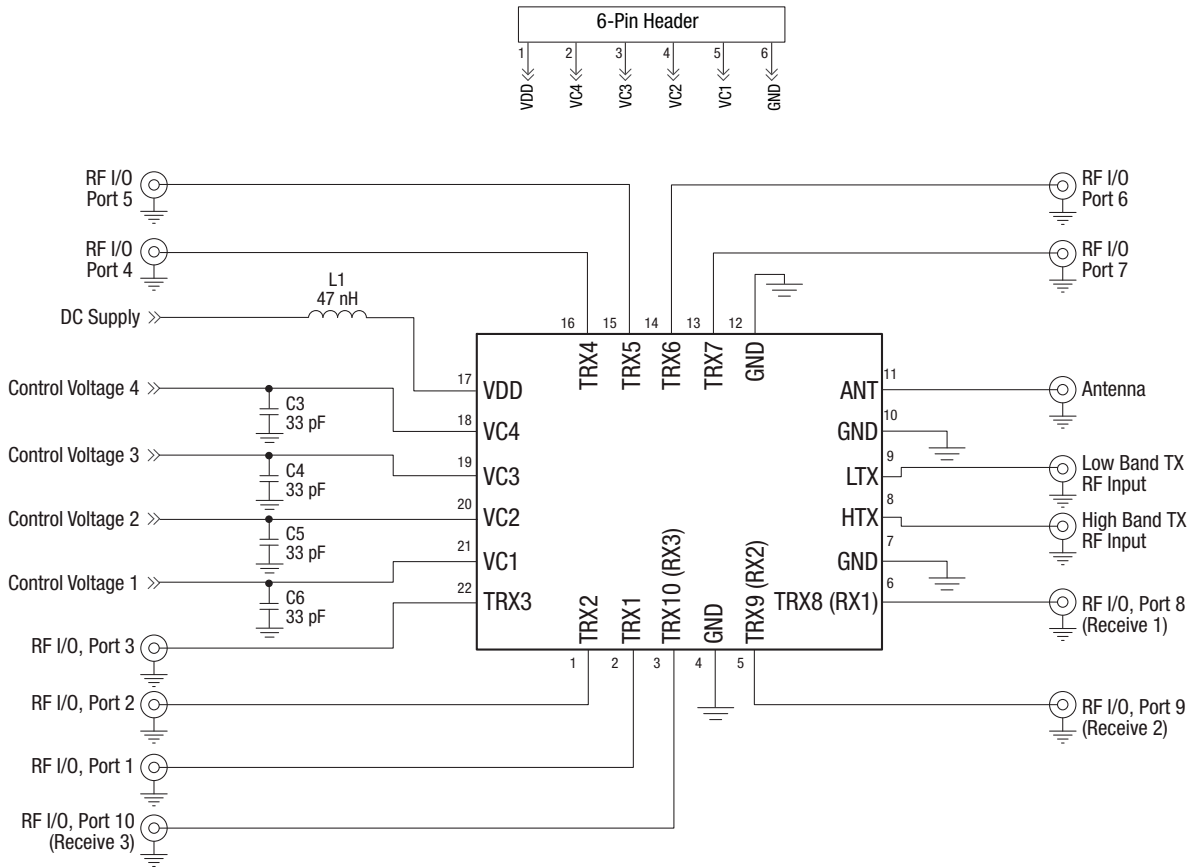 6-Pin Header
1
2
3
4
5
6
VDD
VC4
VC3
VC2
VC1
GND
RF I/O
Port 5
RF I/O
Port 6
RF I/O
Port 4
RF I/O
Port 7
L1
47 nH
DC Supply
16
15
14
13
12
TRX4
TRX5
TRX6
TRX7
GND
Control Voltage 4
C3
33 pF
Control Voltage 3
C4
33 pF
Control Voltage 2
C5
33 pF
Control Voltage 1
C6
33 pF
17
VDD
18
VC4
19
VC3
20
VC2
21
VC1
22
TRX3
11
ANT
10
GND
9
LTX
8
HTX
7
GND
6
TRX8 (RX1)
Antenna
Low Band TX
RF Input
High Band TX
RF Input
RF I/O, Port 8
(Receive 1)
TRX2
TRX1
TRX10 (RX3)
GND
TRX9 (RX2)
1
2
3
4
5
RF I/O, Port 3
RF I/O, Port 2
RF I/O, Port 9
(Receive 2)
RF I/O, Port 1
RF I/O, Port 10
(Receive 3)